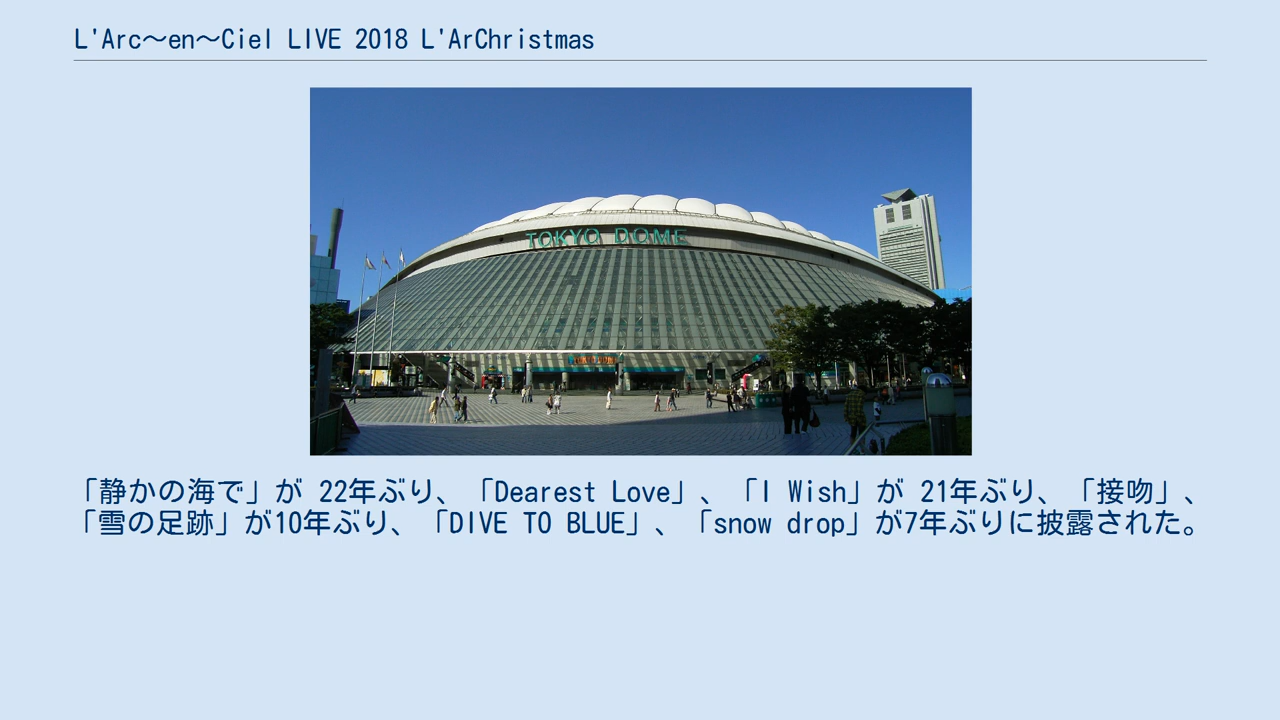 L'Arc〜en〜Ciel LIVE 2018 L'ArChristmas
TOKYO DOME
TOKYO DOME
「静かの海で」が 22年ぶり、「Dearest Love」、「I Wish」が 21年ぶり、「接吻」、
「雪の足跡」が10年ぶり、「DIVE TO BLUE」、「snow drop」が7年ぶりに披露された。